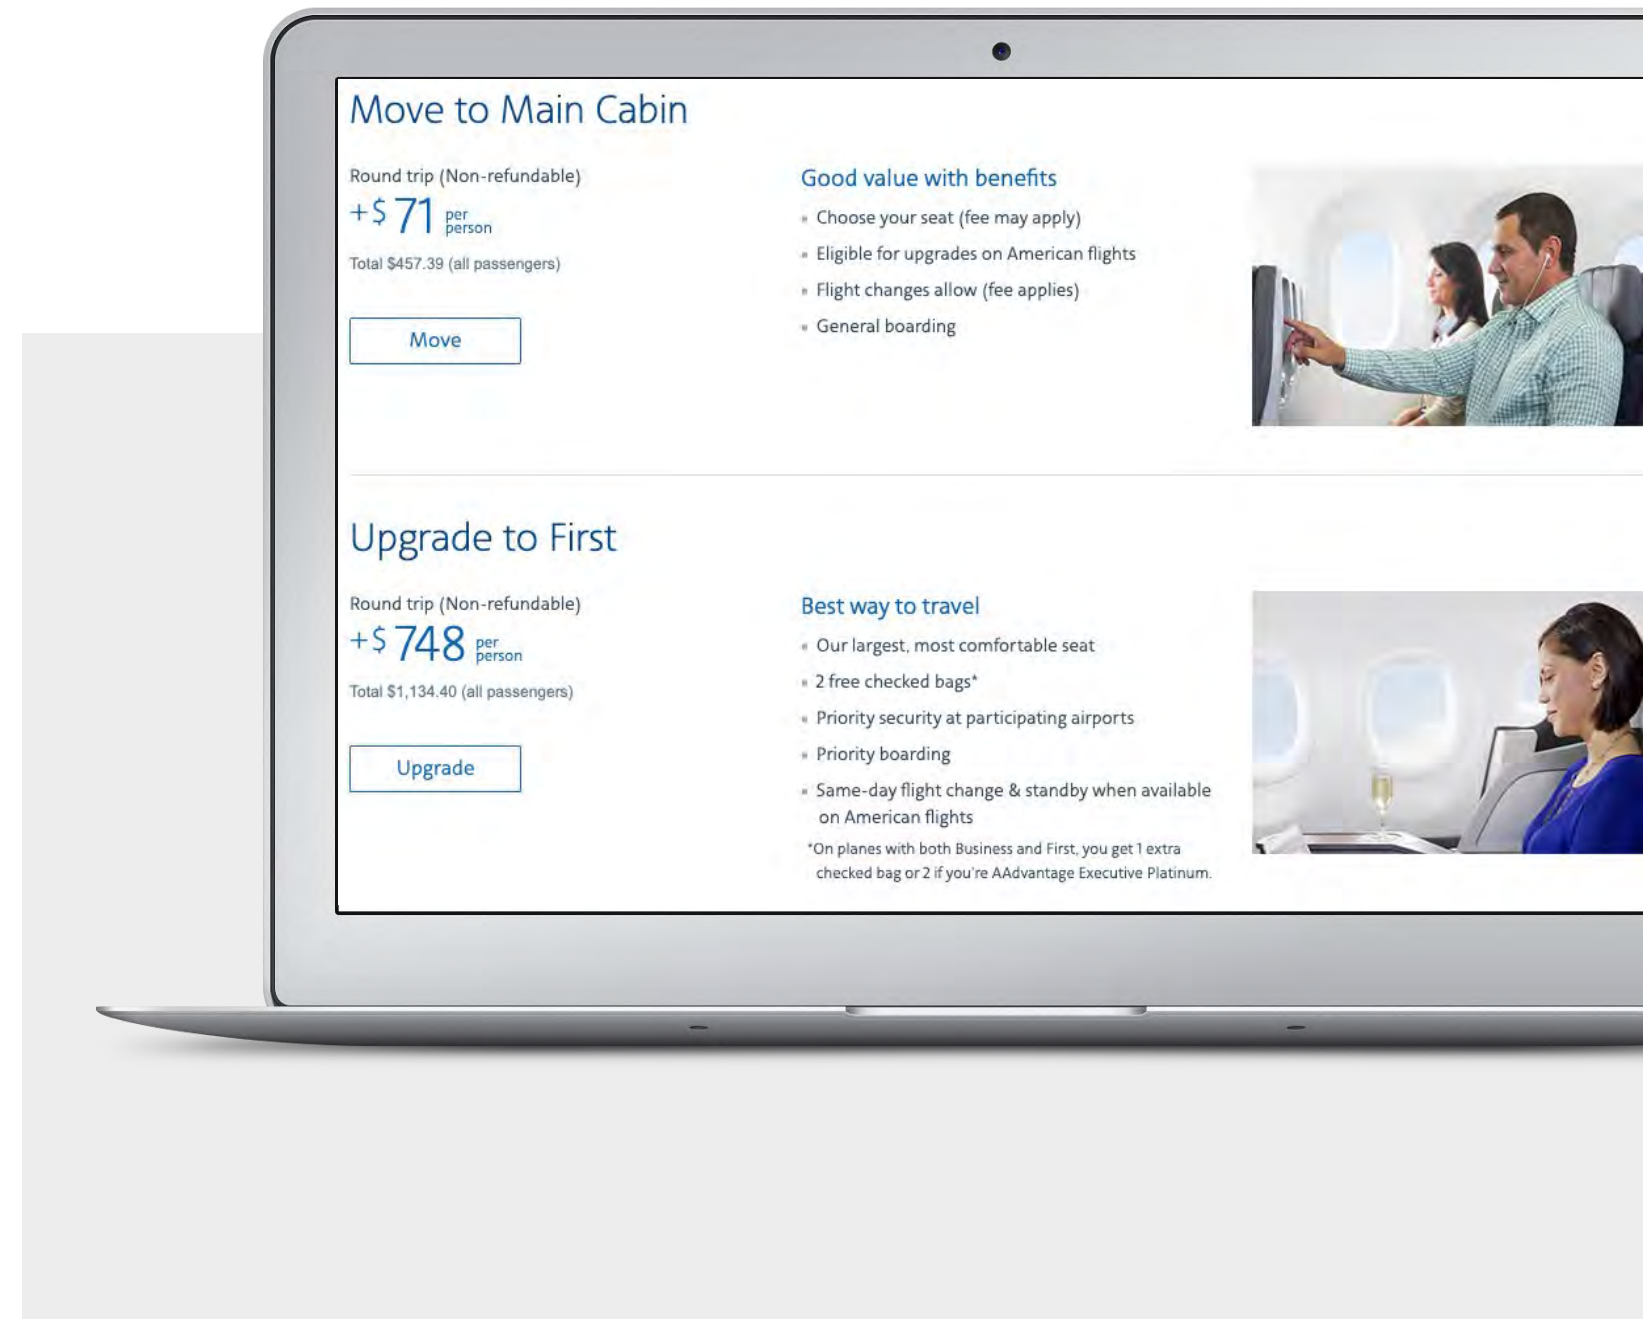 Move to Main Cabin
Round trip (Non-refundable)
+$ 71 per person
Total $457.39 (all passengers)
Move
Good value with benefits
Choose your seat (fee may apply)
Eligible for upgrades on American flights
Flight changes allow (fee applies)
General boarding
Upgrade to First
Round trip (Non-refundable)
+$ 748 per person
Total $1,134.40 (all passengers)
Upgrade
Best way to travel
Our largest, most comfortable seat
2 free checked bags*
Priority security at participating airports
Priority boarding
Same-day flight change & standby when available
on American flights
*On planes with both Business and First, you get 1 extra
checked bag or 2 if you're AAdvantage Executive Platinum.